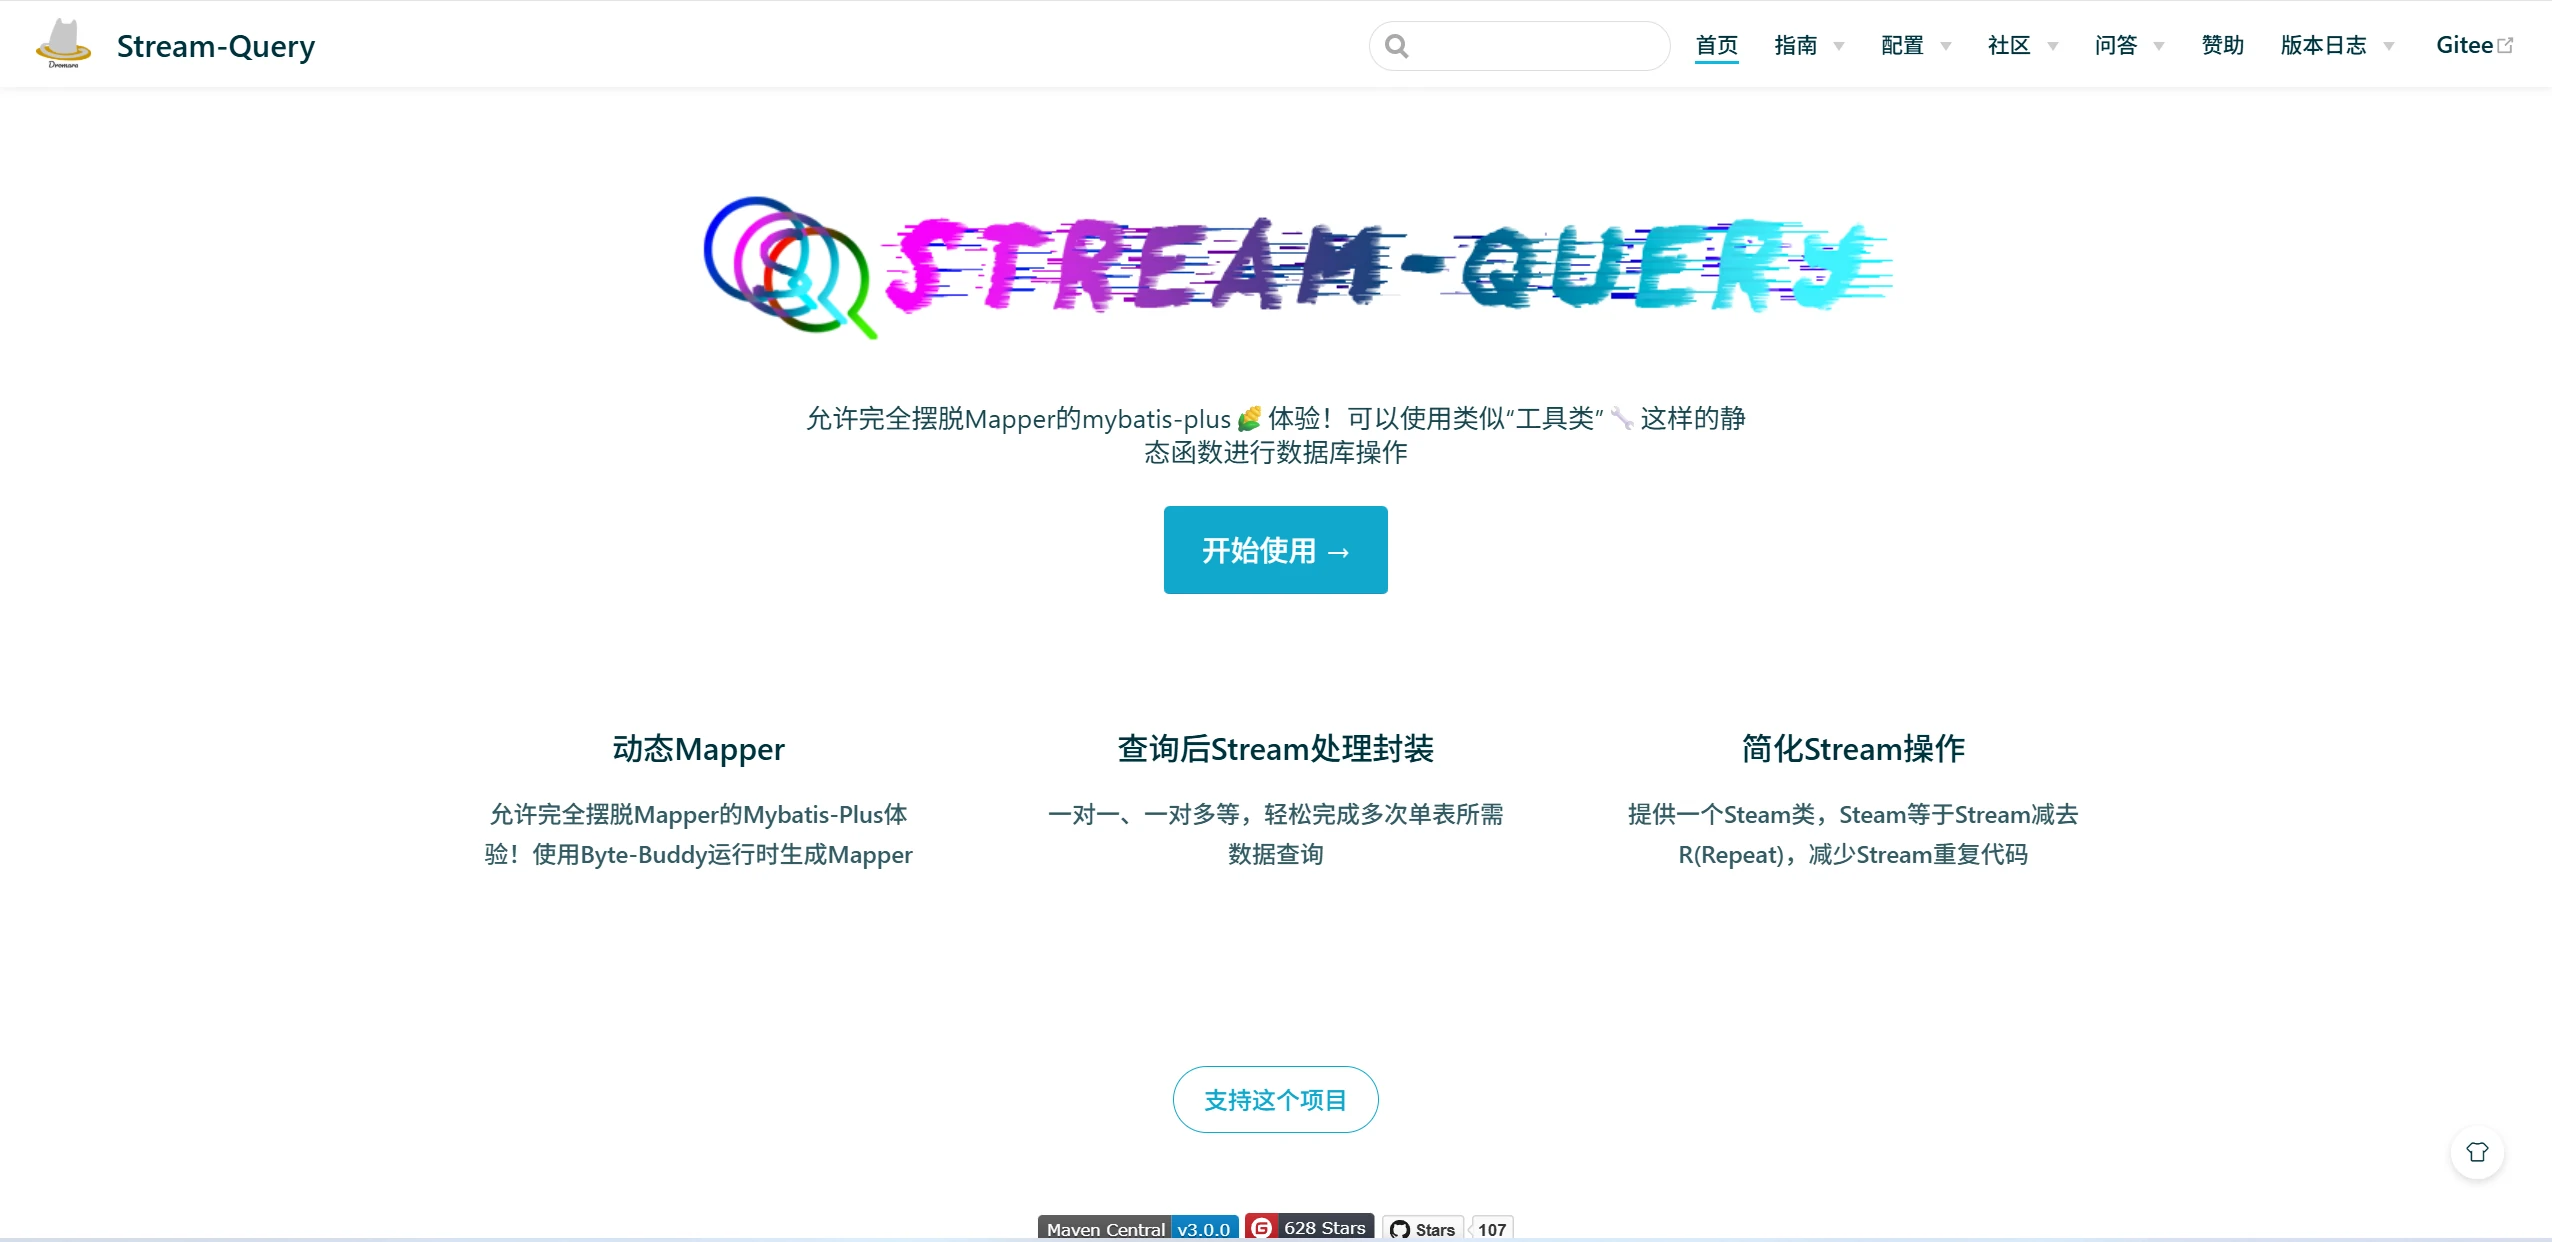 Dromara
Stream-Query
首页 指南 配置 社区 问答 赞助 版本日志 Gitee
STREAM-QUERY
允许完全摆脱Mapper的mybatis-plus🌽体验！可以使用类似“工具类”🔧这样的静
态函数进行数据库操作
开始使用 →
动态Mapper
允许完全摆脱Mapper的Mybatis-Plus体
验！使用Byte-Buddy运行时生成Mapper
查询后Stream处理封装
一对一、一对多等，轻松完成多次单表所需
数据查询
简化Stream操作
提供一个Steam类，Steam等于Stream减去
R(Repeat)，减少Stream重复代码
支持这个项目
Maven Central v3.0.0 G 628 Stars Stars 107